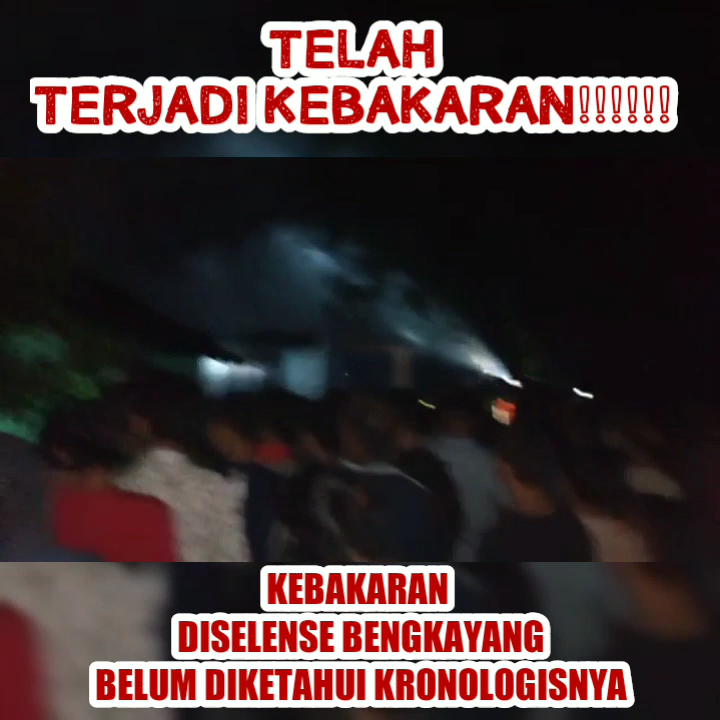 TELAH
TERJADI KEBAKARAN!!!!!!
KEBAKARAN
DISELENSE BENGKAYANG
BELUM DIKETAHUI KRONOLOGISNYA